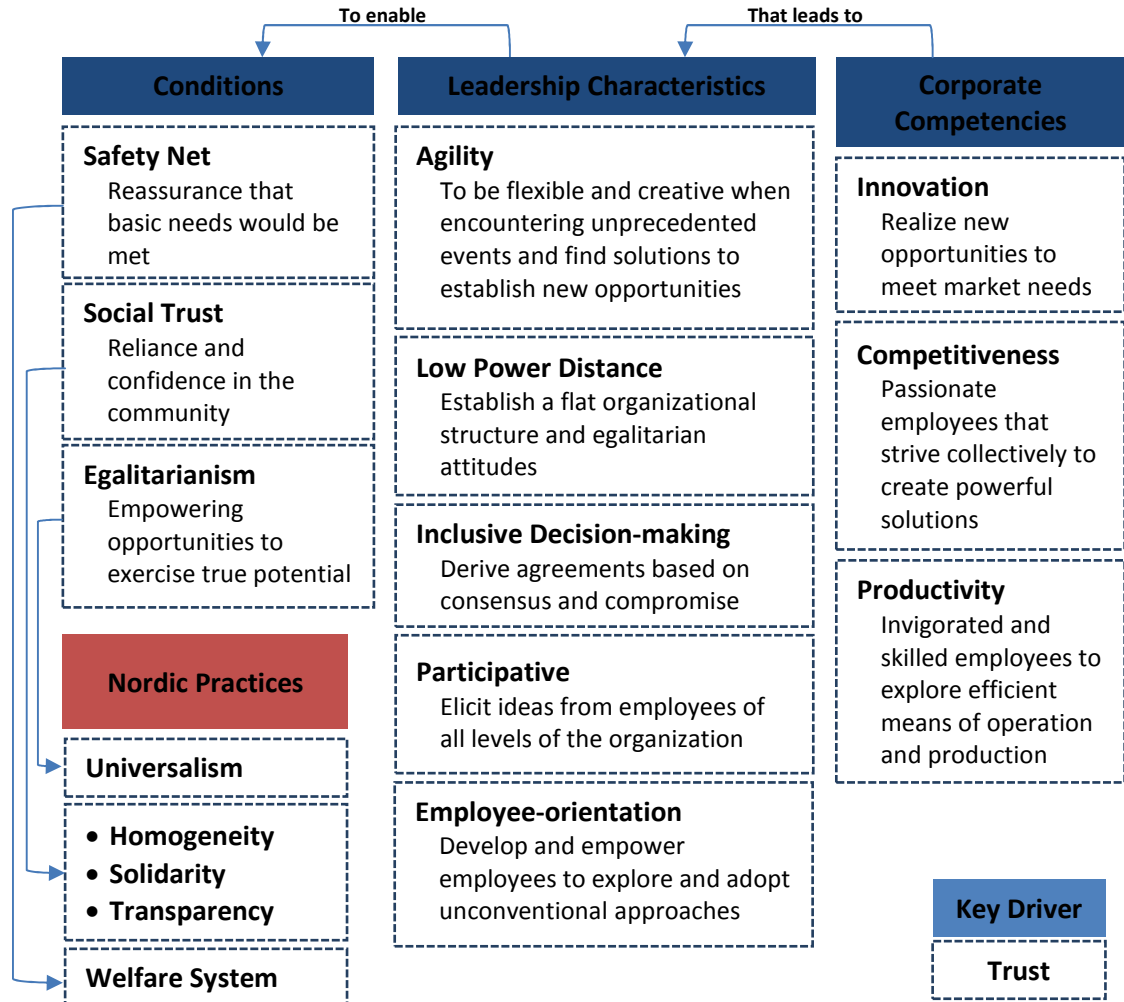 To enable
That leads to
Conditions
Safety Net
Reassurance that
basic needs would be
met
Social Trust
Reliance and
confidence in the
community
Egalitarianism
Empowering
opportunities to
exercise true potential
Nordic Practices
Universalism
• Homogeneity
• Solidarity
• Transparency
Welfare System
Leadership Characteristics
Agility
To be flexible and creative when
encountering unprecedented
events and find solutions to
establish new opportunities
Low Power Distance
Establish a flat organizational
structure and egalitarian
attitudes
Inclusive Decision-making
Derive agreements based on
consensus and compromise
Participative
Elicit ideas from employees of
all levels of the organization
Employee-orientation
Develop and empower
employees to explore and adopt
unconventional approaches
Corporate
Competencies
Innovation
Realize new
opportunities to
meet market needs
Competitiveness
Passionate
employees that
strive collectively to
create powerful
solutions
Productivity
Invigorated and
skilled employees to
explore efficient
means of operation
and production
Key Driver
Trust